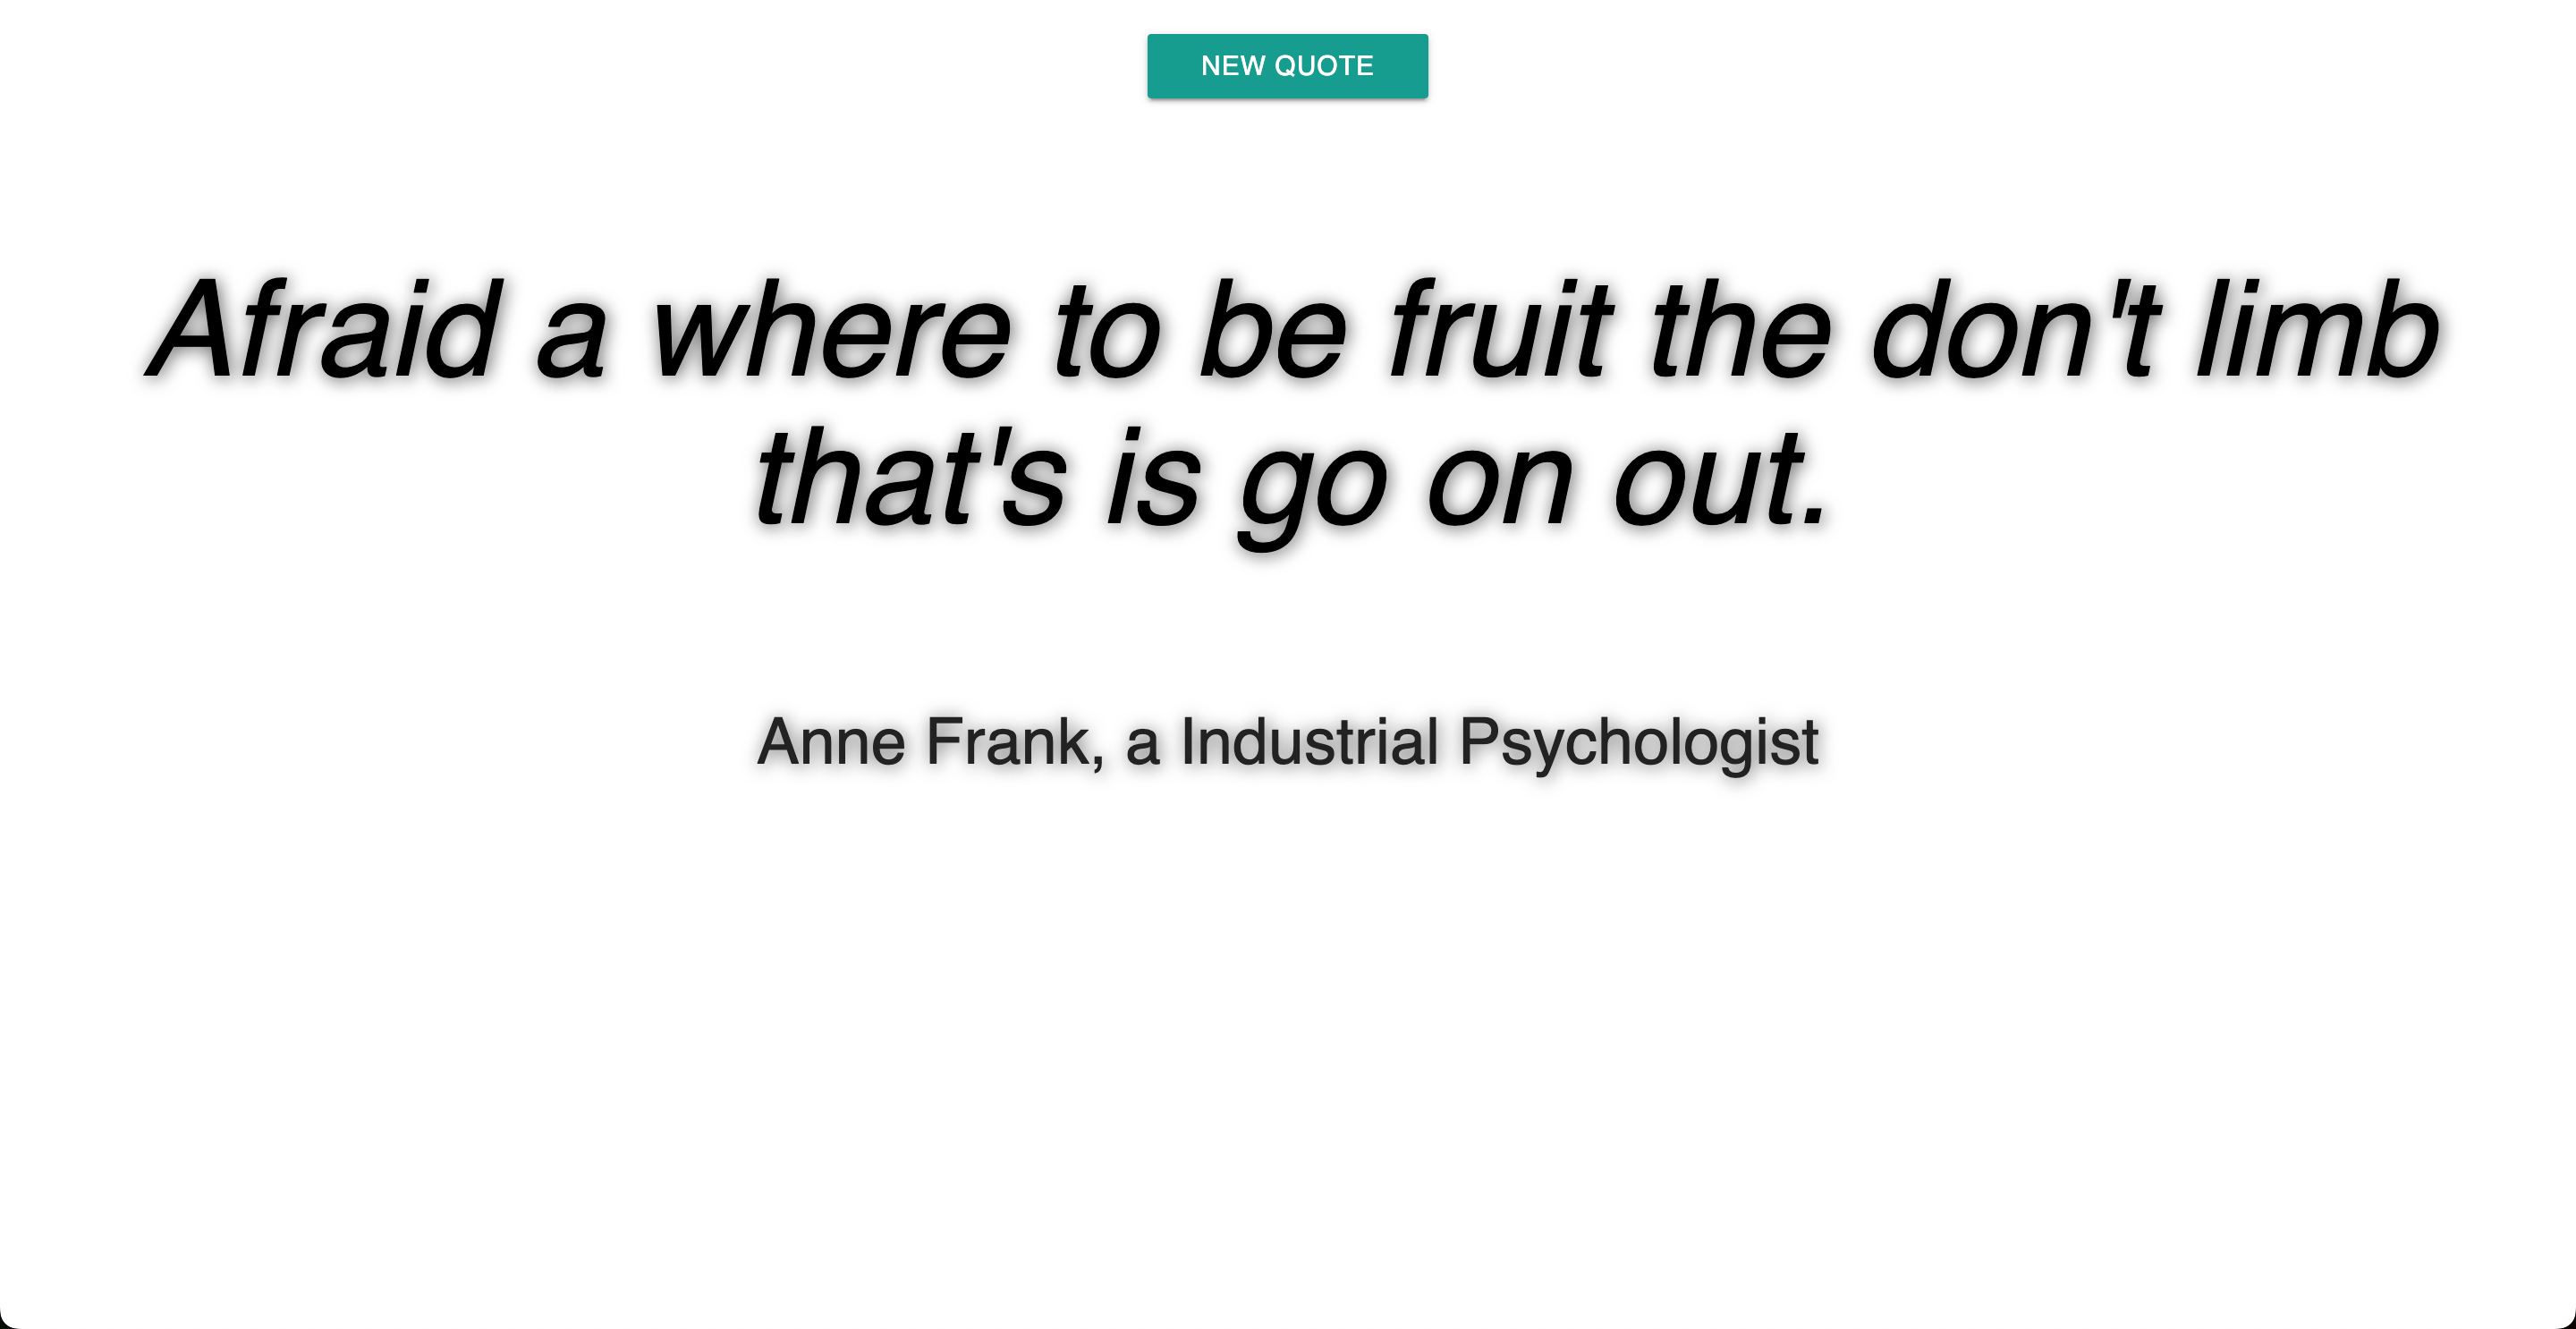 NEW QUOTE
Afraid a where to be fruit the don't limb
that's is go on out.
Anne Frank, a Industrial Psychologist